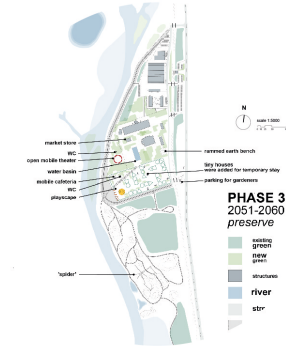 N
scale 1:5000
market store
WC
open mobile theater
water basin
mobile cafeteria
WC
playscape
'spider'
rammed earth bench
tiny houses
were added for temporary stay
parking for gardeners
PHASE 3
2051-2060
preserve
existing
green
new
green
structures
river